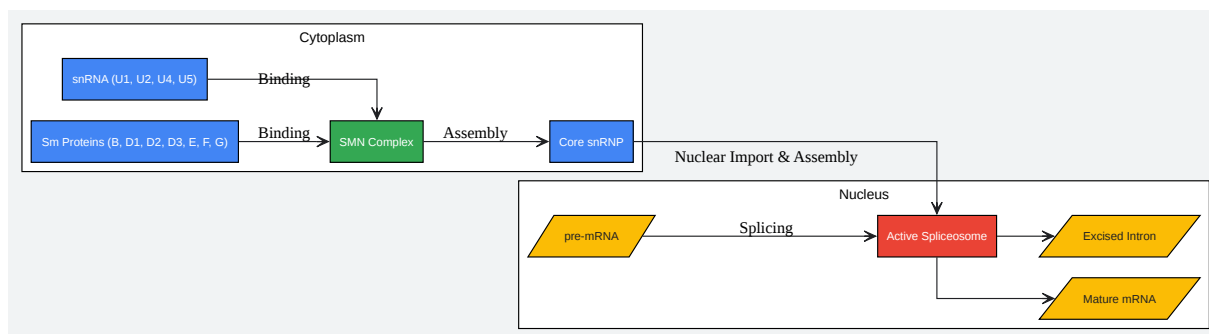 Cytoplasm
snRNA (U1, U2, U4, U5)
Binding
Sm Proteins (B, D1, D2, D3, E, F, G)
Binding
SMN Complex
Assembly
Core snRNP
Nuclear Import & Assembly
Nucleus
pre-mRNA
Splicing
Active Spliceosome
Excised Intron
Mature mRNA